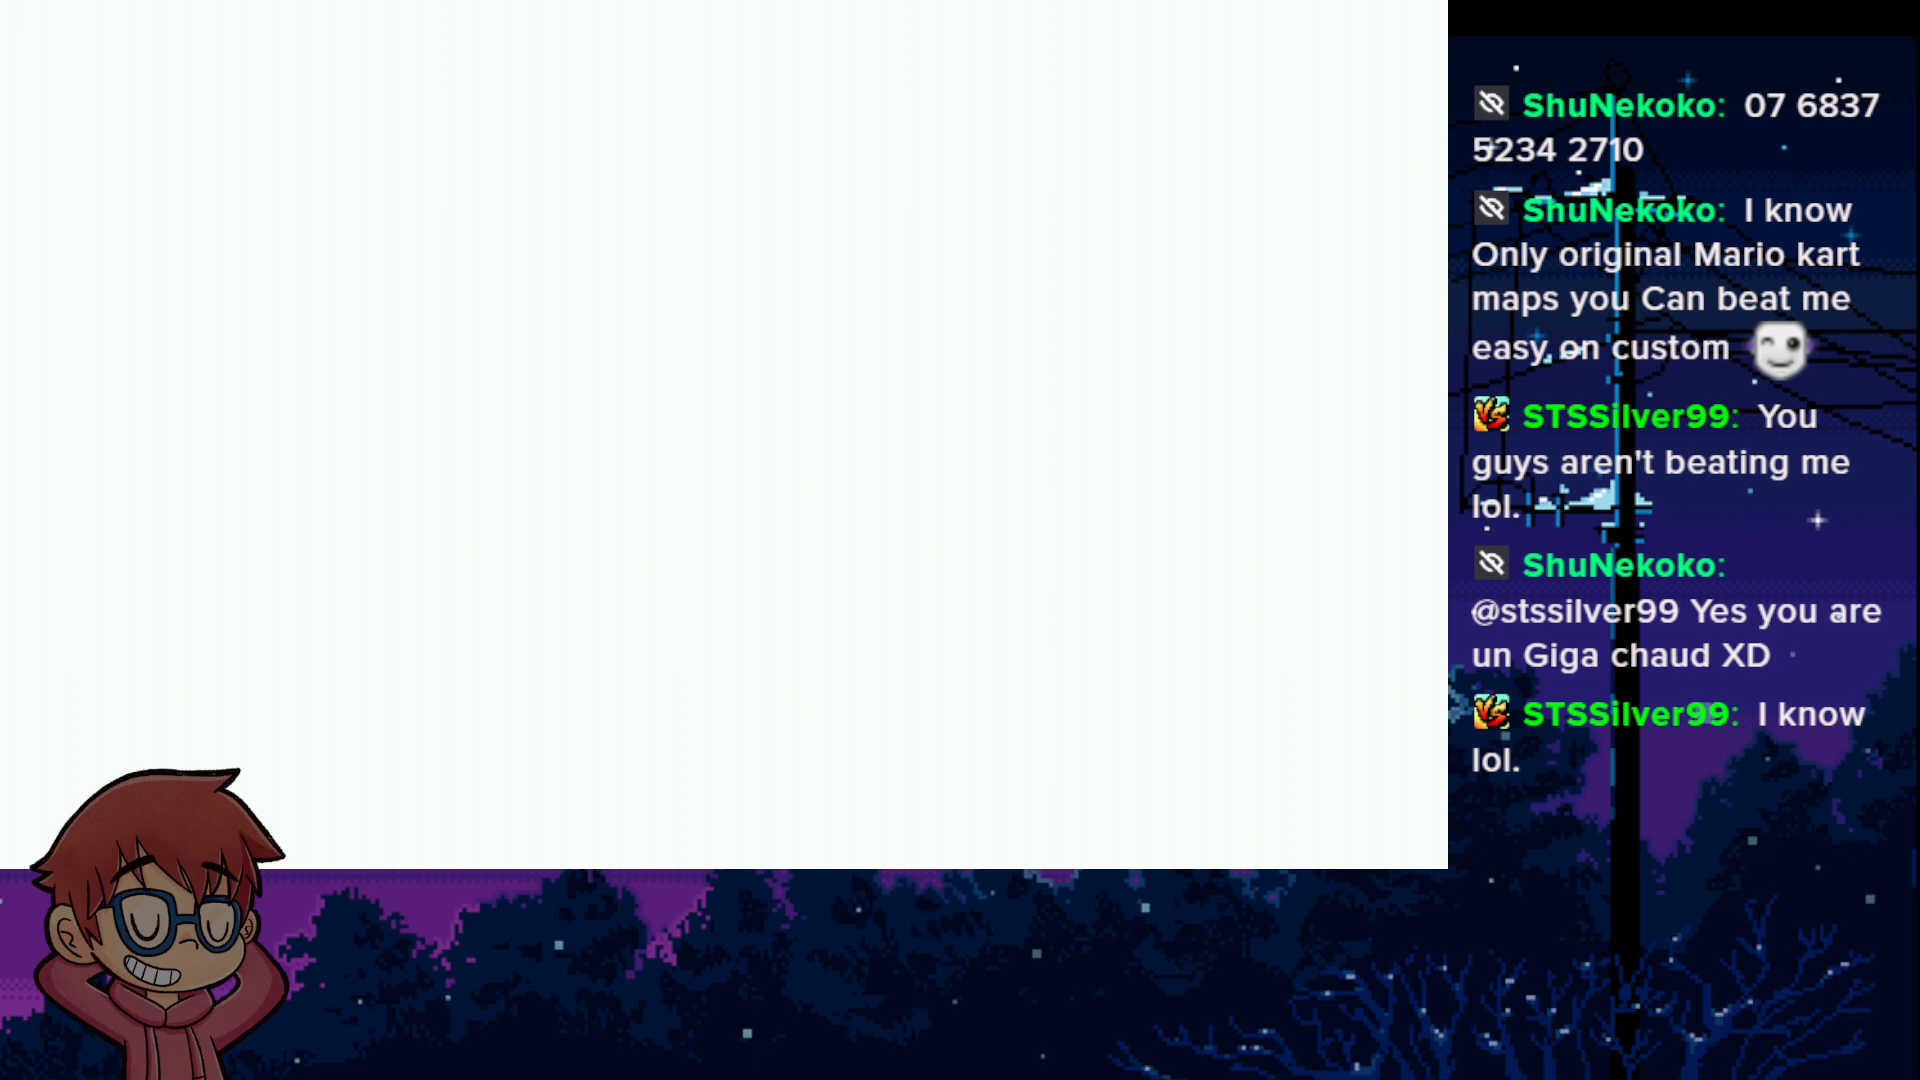 ShuNekoko: 07 6837
5234 2710
ShuNekoko: I know
Only original Mario kart
maps you Can beat me
easy on custom
STSSilver99: You
guys aren't beating me
lol.
ShuNekoko:
@stssilver99 Yes you are
un Giga chaud XD
STSSilver99: I know
lol.